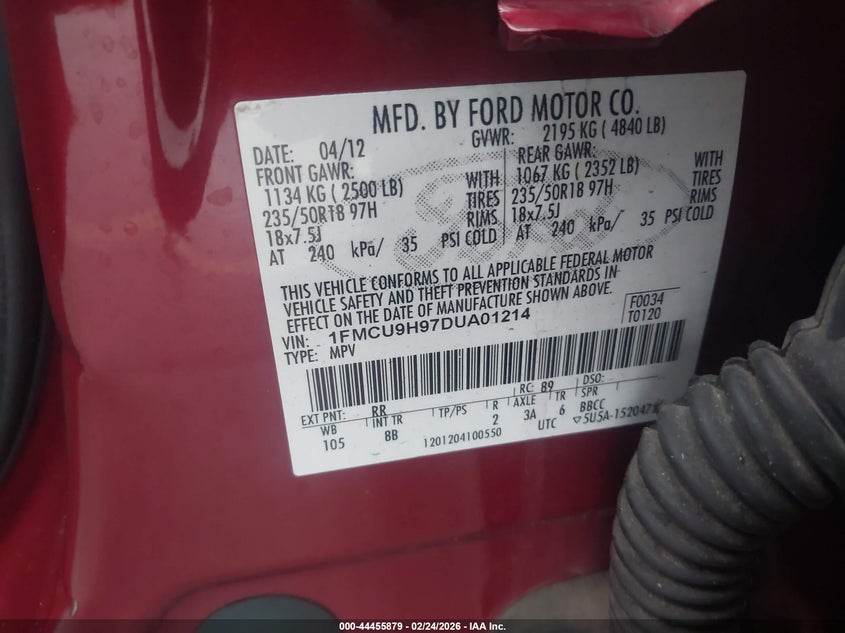 MFD. BY FORD MOTOR CO.
DATE: 04/12 GVWR: 2195 KG ( 4840 LB)
FRONT GAWR: REAR GAWR:
1134 KG ( 2500 LB) WITH 1067 KG ( 2352 LB) WITH
235/50R18 97H TIRES 235/50R18 97H TIRES
18x7.5J RIMS 18x7.5J RIMS
AT 240 kPa/ 35 PSI COLD AT 240 kPa/ 35 PSI COLD
THIS VEHICLE CONFORMS TO ALL APPLICABLE FEDERAL MOTOR
VEHICLE SAFETY AND THEFT PREVENTION STANDARDS IN
EFFECT ON THE DATE OF MANUFACTURE SHOWN ABOVE.
VIN: 1FMCU9H97DUA01214 F0034
TYPE: MPV T0120
EXT PNT: RR RC: 89 DSO:
WB INT TR TP/PS R AXLE TR SPR
105 8B 2 3A 6 BBCC
1201204100550 UTC
Ford
000-44455879 - 02/24/2026 - IAA Inc.